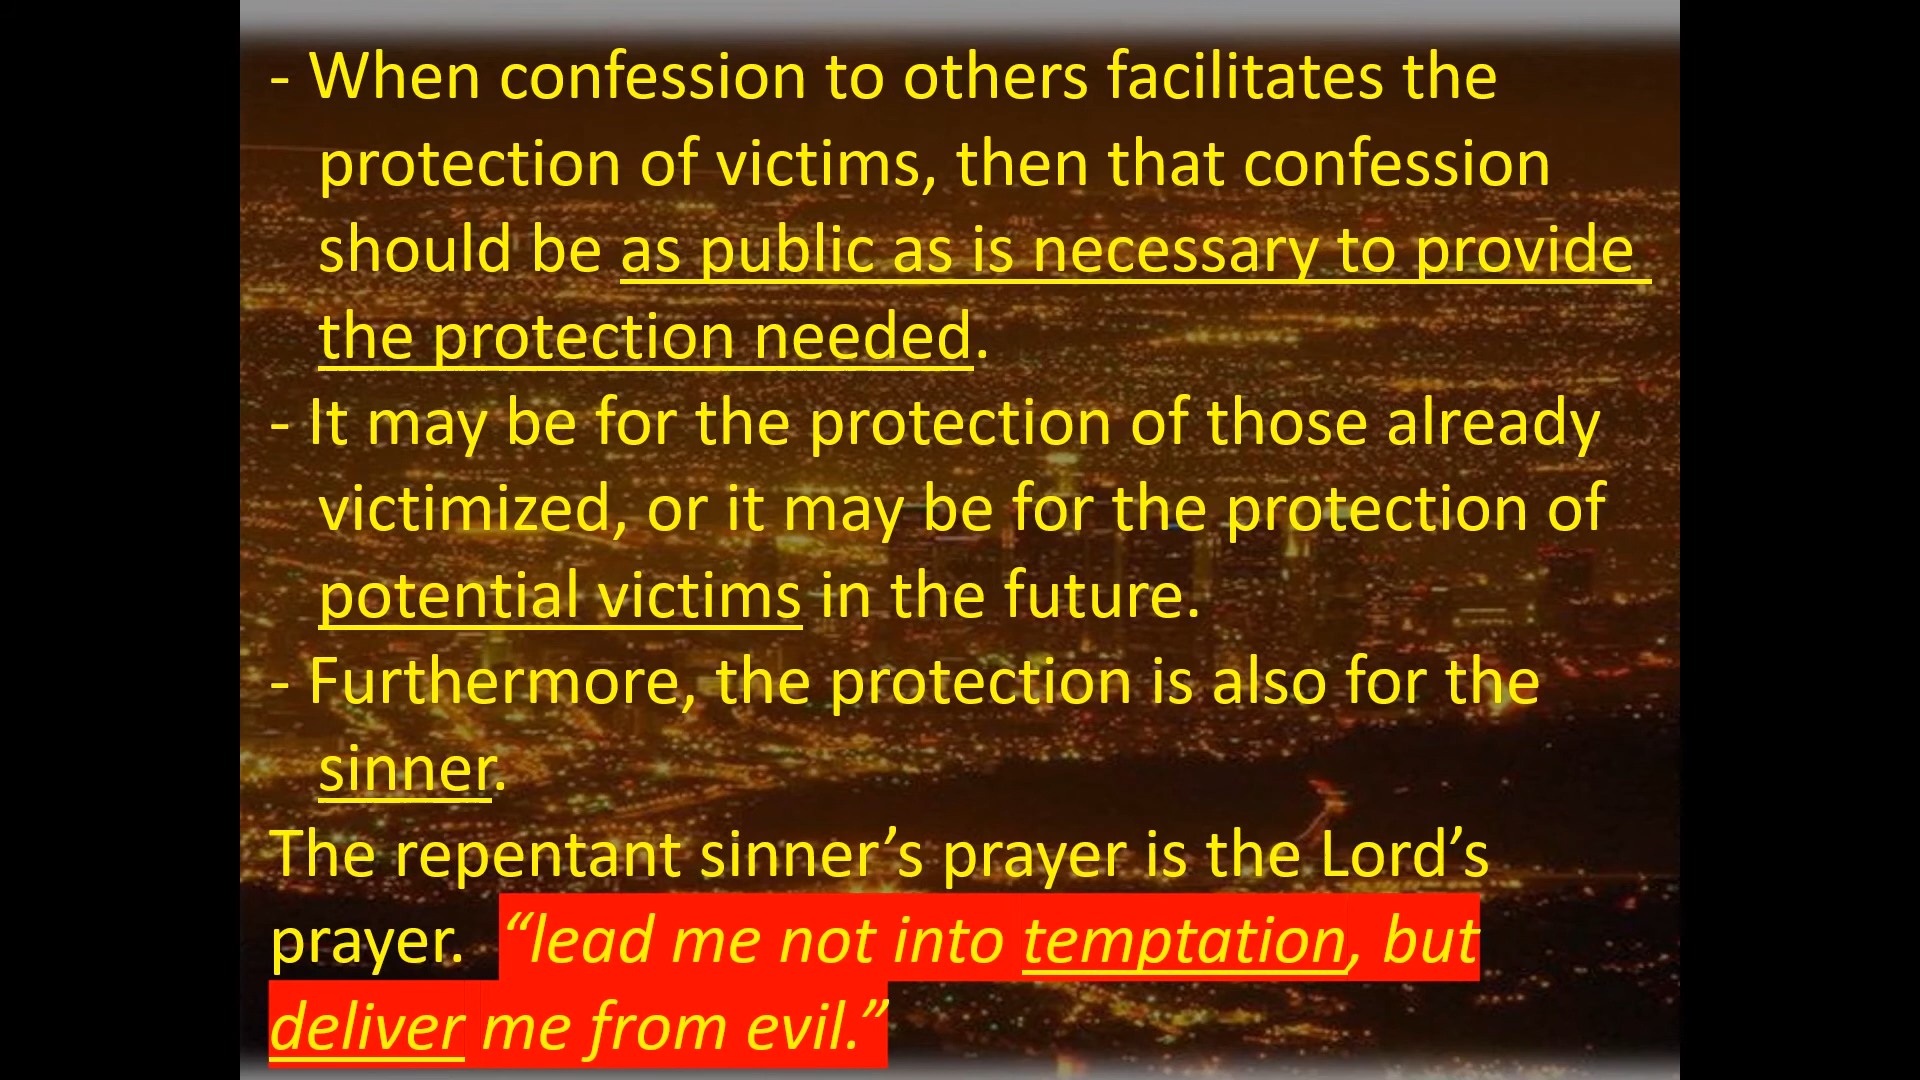 - When confession to others facilitates the
protection of victims, then that confession
should be as public as is necessary to provide
the protection needed.
- It may be for the protection of those already
victimized, or it may be for the protection of
potential victims in the future.
- Furthermore, the protection is also for the
sinner.
The repentant sinner’s prayer is the Lord’s
prayer. “lead me not into temptation, but
deliver me from evil.”